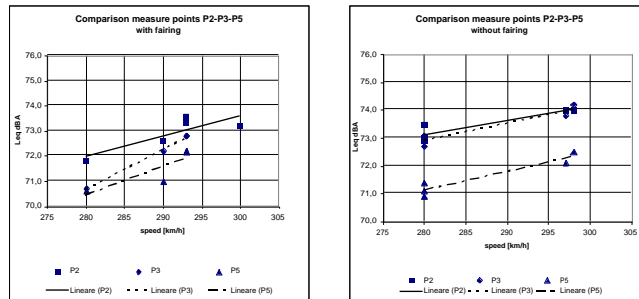 Comparison measure points P2-P3-P5
with fairing
76,0
75,0
74,0
73,0
72,0
71,0
70,0
Leq dBA
275 280 285 290 295 300 305
speed [km/h]
P2 P3 P5
Lineare (P2) Lineare (P3) Lineare (P5)
Comparison measure points P2-P3-P5
without fairing
76,0
75,0
74,0
73,0
72,0
71,0
70,0
Leq dBA
275 280 285 290 295 300 305
speed [km/h]
P2 P3 P5
Lineare (P2) Lineare (P3) Lineare (P5)